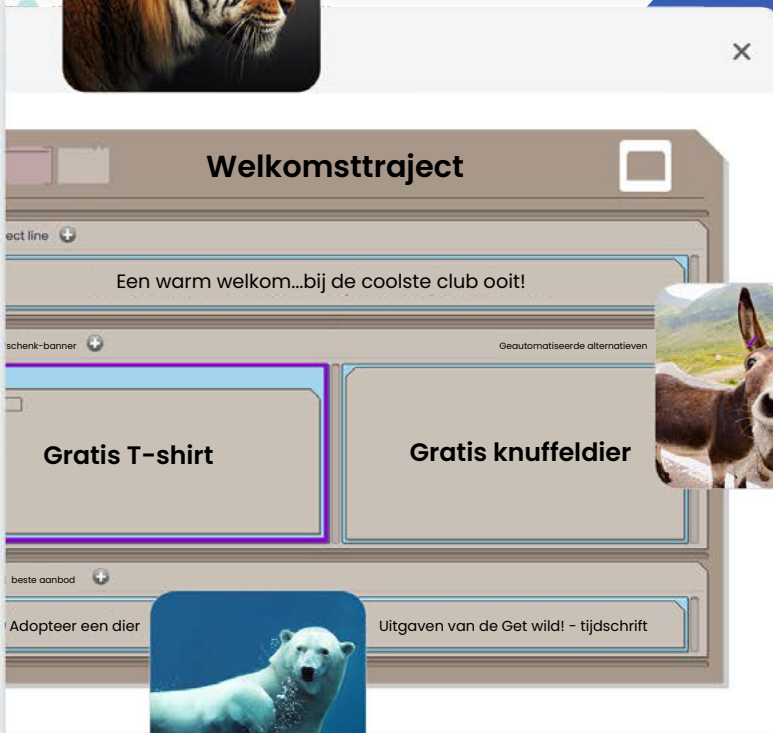 Welkomsttraject
ect line
Een warm welkom...bij de coolste club ooit!
schenk-banner
Geautomatiseerde alternatieven
Gratis T-shirt
Gratis knuffeldier
beste aanbod
Adopteer een dier
Uitgaven van de Get wild! - tijdschrift